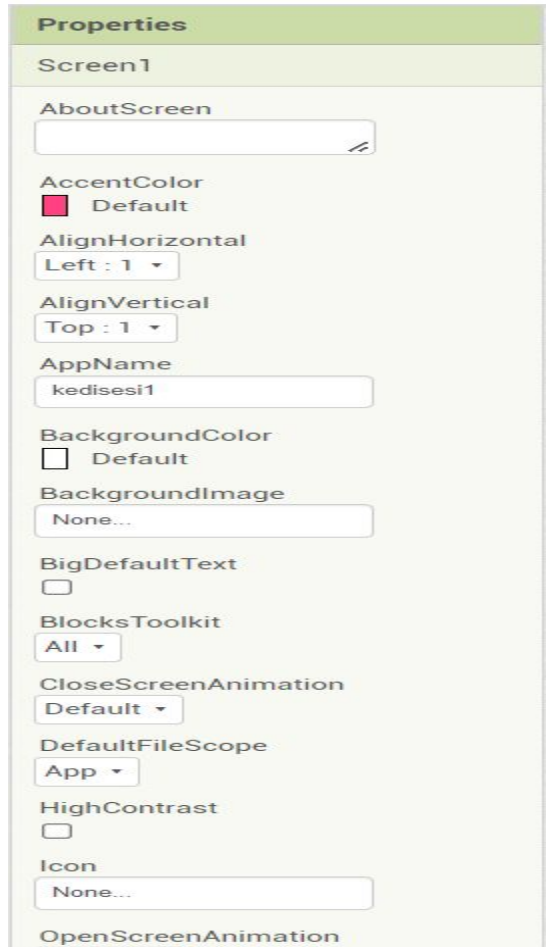 Properties
Screen1
AboutScreen
AccentColor
Default
AlignHorizontal
Left : 1
AlignVertical
Top : 1
AppName
kedisesi1
BackgroundColor
Default
BackgroundImage
None...
BigDefaultText
BlocksToolkit
All
CloseScreenAnimation
Default
DefaultFileScope
App
HighContrast
Icon
None...
OpenScreenAnimation